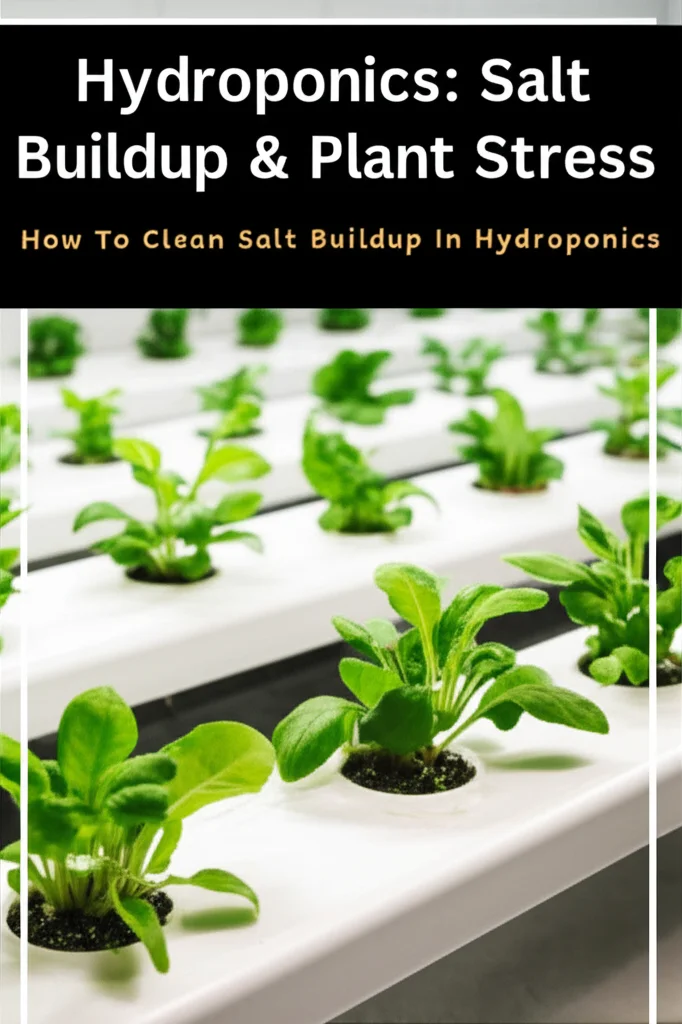 Hydroponics: Salt
Buildup & Plant Stress
How To Clean Salt Buildup In Hydroponics